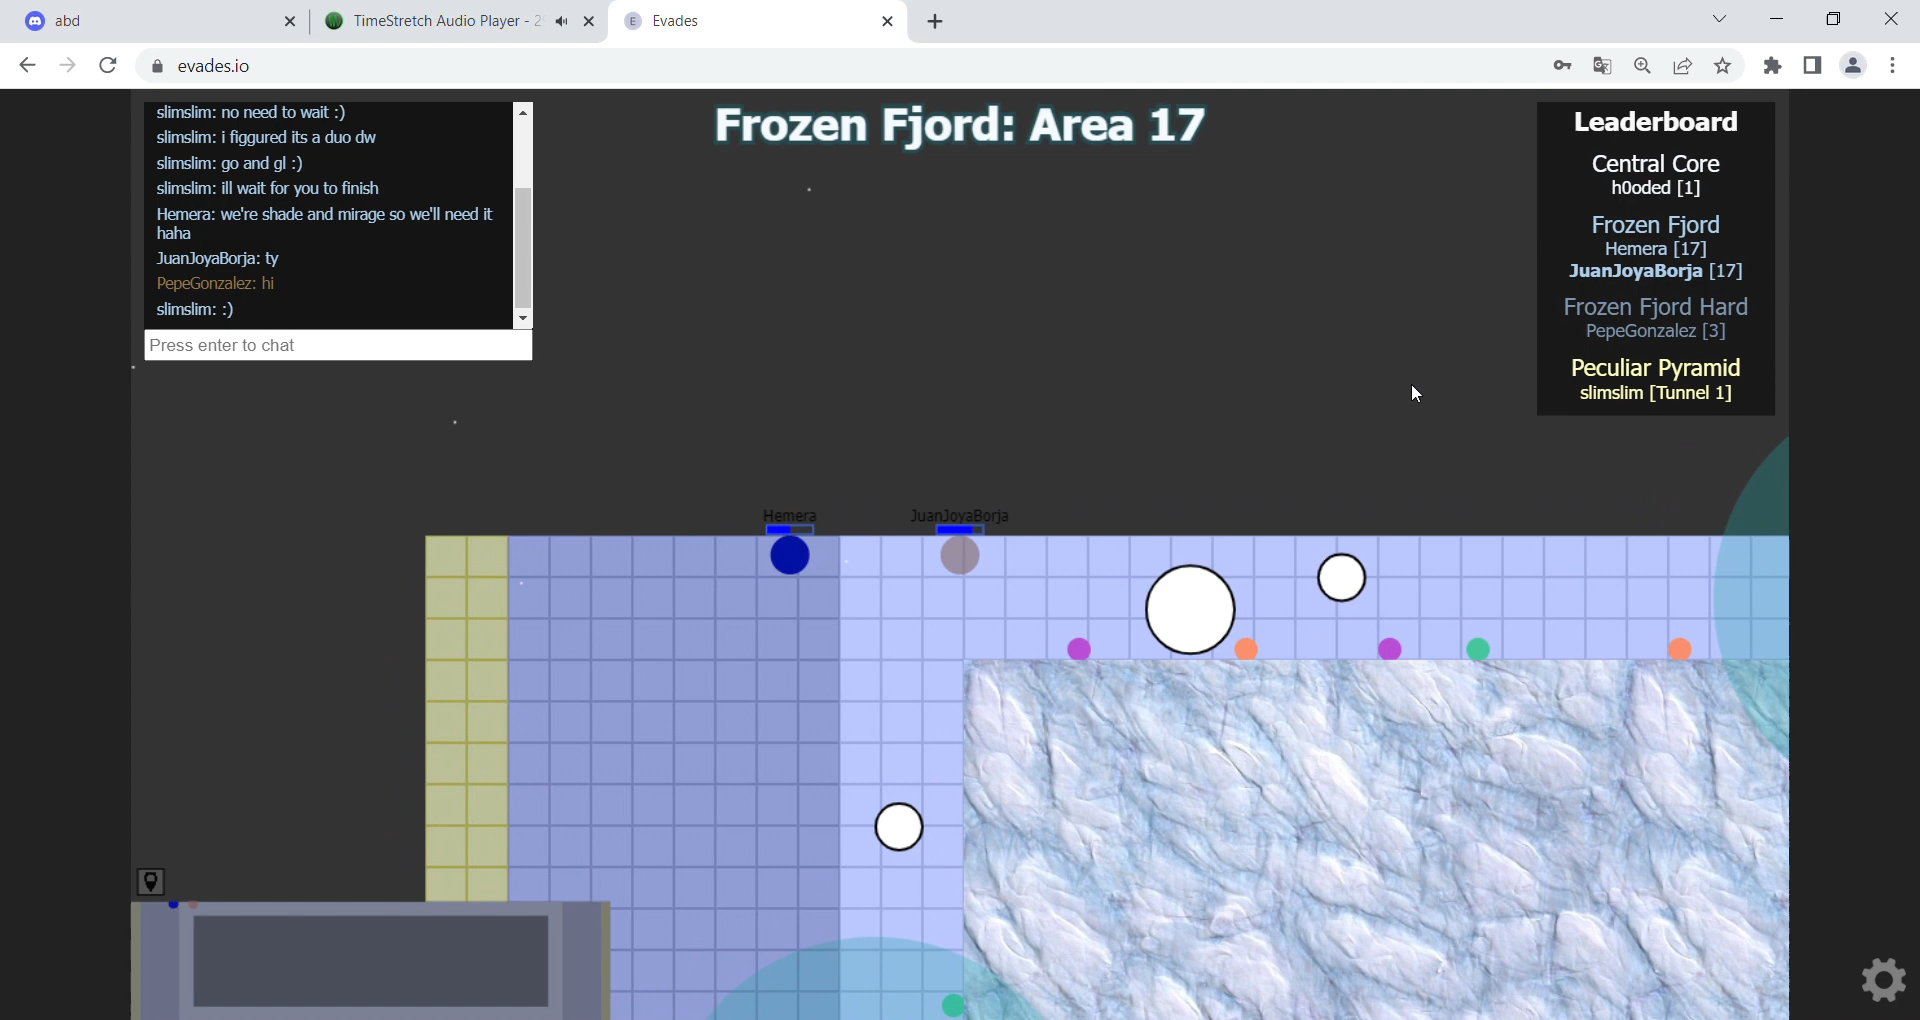 abd
TimeStretch Audio Player -
Evades
evades.io
slimslim: no need to wait :)
slimslim: i figgured its a duo dw
slimslim: go and gl :)
slimslim: ill wait for you to finish
Hemera: we're shade and mirage so we'll need it
haha
JuanJoyaBorja: ty
PepeGonzalez: hi
slimslim: :)
Press enter to chat
Frozen Fjord: Area 17
Leaderboard
Central Core
h0oded [1]
Frozen Fjord
Hemera [17]
JuanJoyaBorja [17]
Frozen Fjord Hard
PepeGonzalez [3]
Peculiar Pyramid
slimslim [Tunnel 1]
Hemera
JuanJoyaBorja